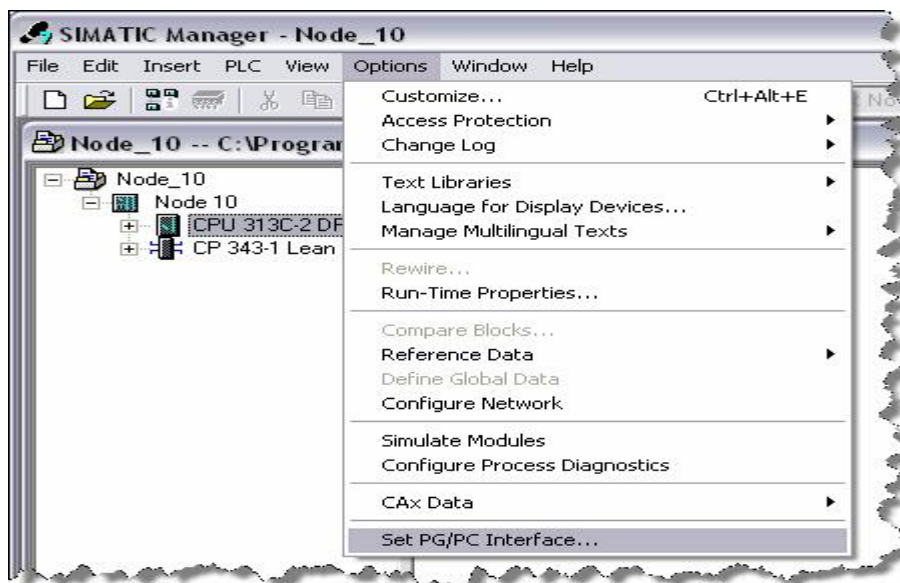 SIMATIC Manager - Node_10
File Edit Insert PLC View Options Window Help
Node_10 -- C:\Program
Node_10
Node 10
CPU 313C-2 DP
CP 343-1 Lean
Customize... Ctrl+Alt+E
Access Protection
Change Log
Text Libraries
Language for Display Devices...
Manage Multilingual Texts
Rewire...
Run-Time Properties...
Compare Blocks...
Reference Data
Define Global Data
Configure Network
Simulate Modules
Configure Process Diagnostics
CAx Data
Set PG/PC Interface...